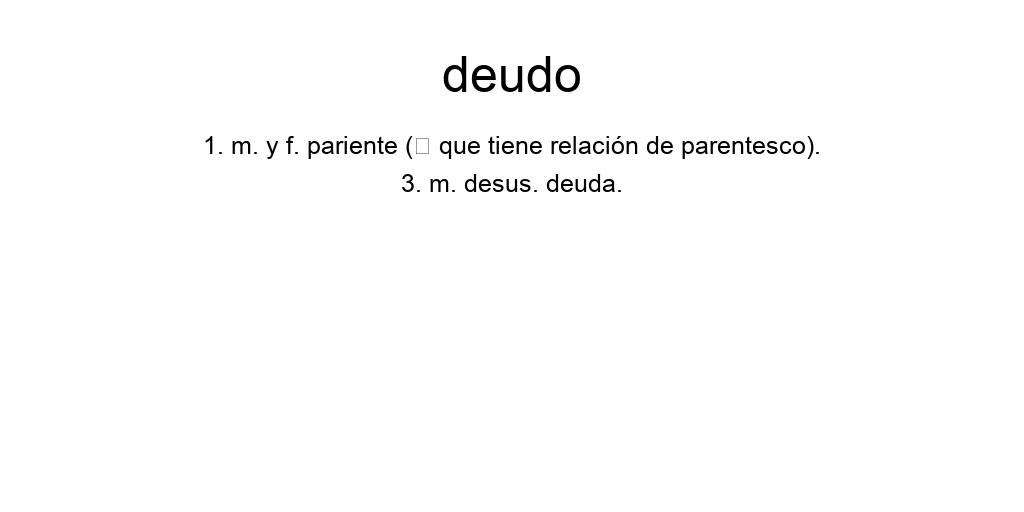 deudo
1. m. y f. pariente (□ que tiene relación de parentesco).
3. m. desus. deuda.